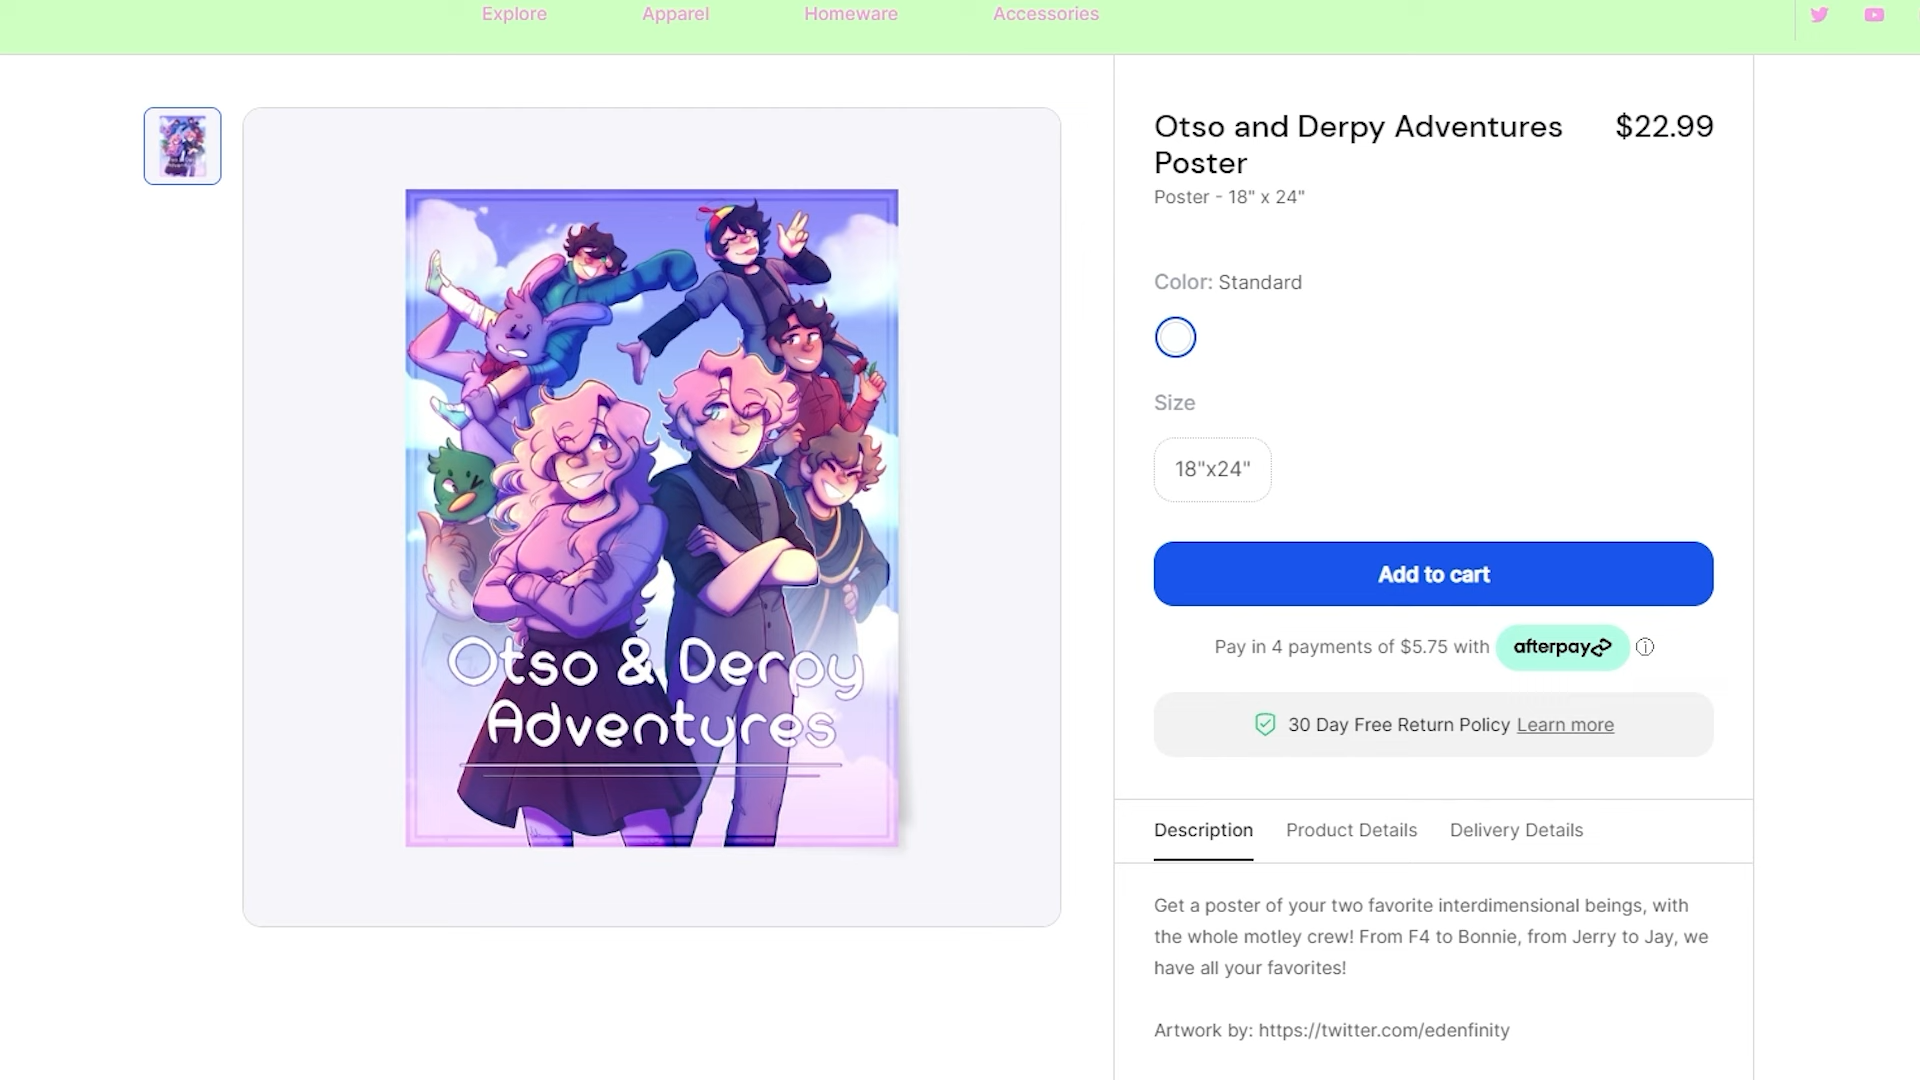 Explore Apparel Homeware Accessories
Otso & Derpy
Adventures
Otso and Derpy Adventures
Poster
$22.99
Poster - 18" x 24"
Color: Standard
Size
18"x24"
Add to cart
Pay in 4 payments of $5.75 with afterpay
30 Day Free Return Policy Learn more
Description Product Details Delivery Details
Get a poster of your two favorite interdimensional beings, with
the whole motley crew! From F4 to Bonnie, from Jerry to Jay, we
have all your favorites!
Artwork by: https://twitter.com/edenfinity